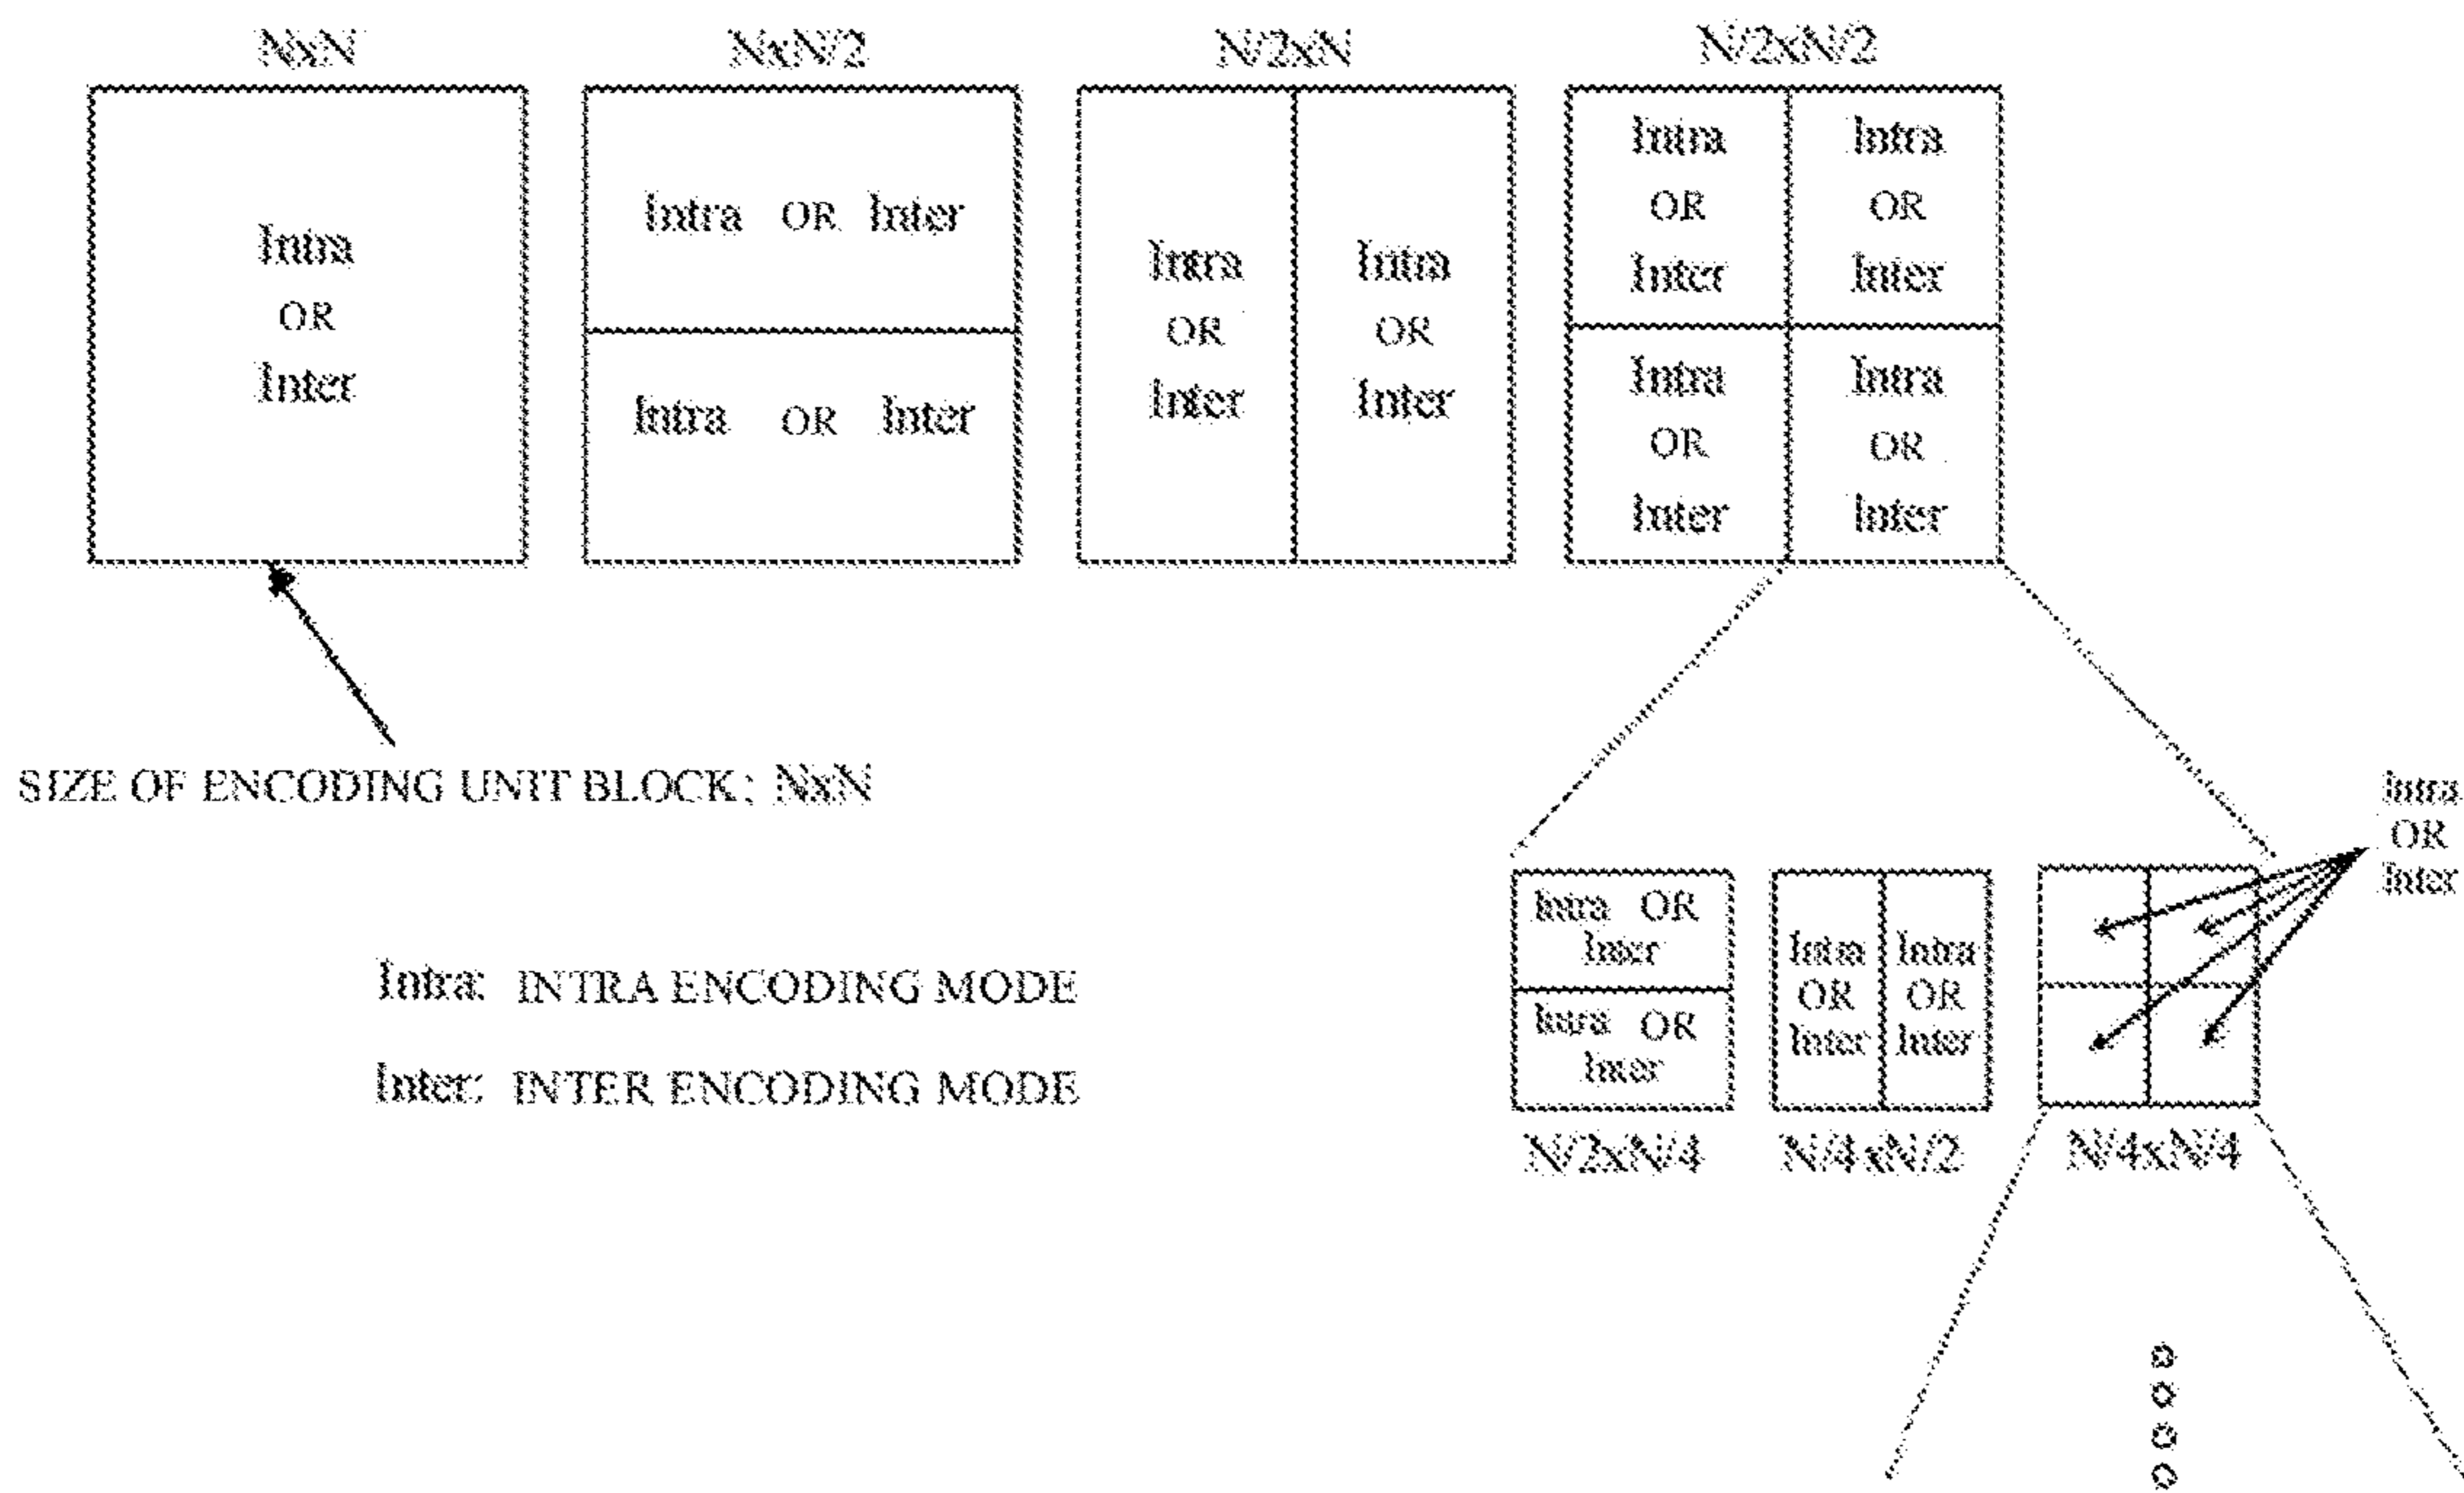 NxN
NxN/2
N/2xN
N/2xN/2
Intra
OR
Inter
Intra OR Inter
Intra OR Inter
Intra
OR
Inter
Intra
OR
Inter
Intra
OR
Inter
Intra
OR
Inter
Intra
OR
Inter
Intra
OR
Inter
SIZE OF ENCODING UNIT BLOCK; NxN
Intra
OR
Inter
Intra OR
Inter
Intra OR
Inter
Intra
OR
Inter
Intra
OR
Inter
N/2xN/4
N/4xN/2
N/4xN/4
Intra: INTRA ENCODING MODE
Inter: INTER ENCODING MODE